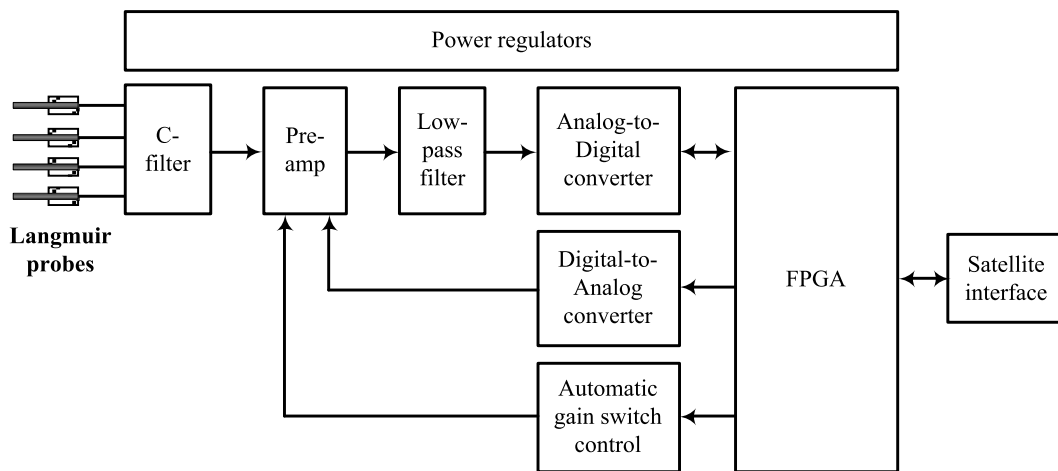 Power regulators
C-
filter
Pre-
amp
Low-
pass
filter
Analog-to-
Digital
converter
Langmuir
probes
Digital-to-
Analog
converter
FPGA
Satellite
interface
Automatic
gain switch
control